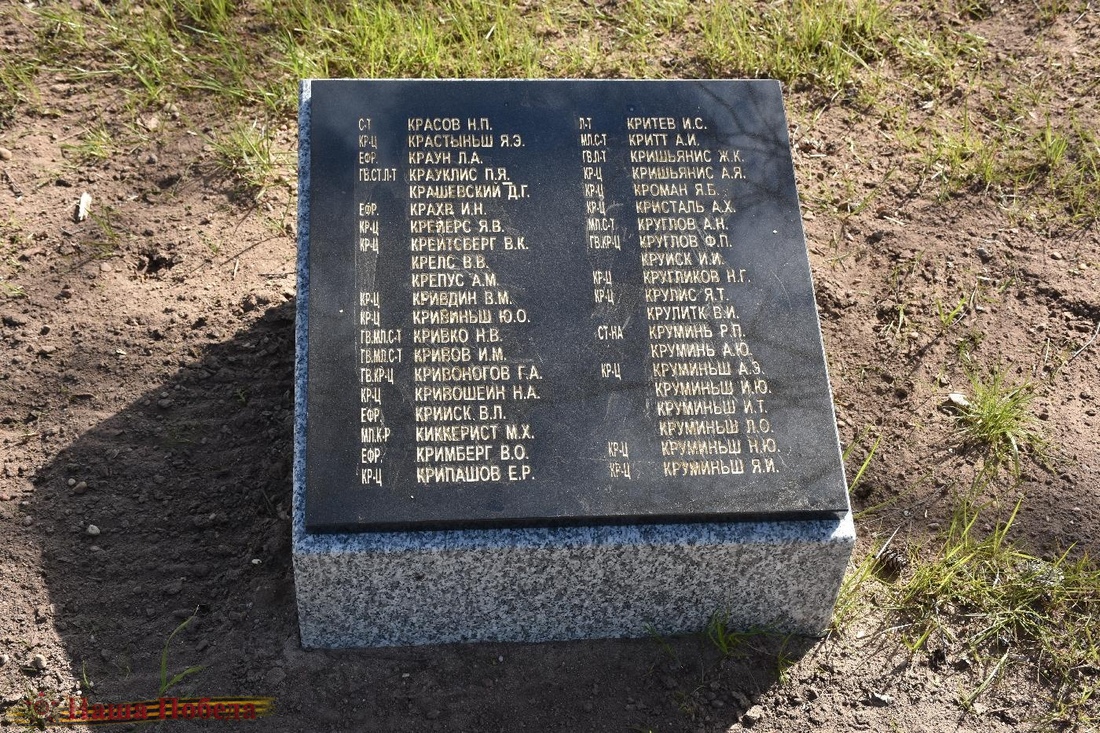 С-Т КРАСОВ Н.П.
КР-Ц КРАСТЫНЬШ Я.Э.
ЕФР. КРАУН Л.А.
ГВ.СТ.Л-Т КРАУКЛИС П.Я.
КРАШЕВСКИЙ Д.Г.
ЕФР. КРАХВ И.Н.
КР-Ц КРЕЙЕРС Я.В.
КР-Ц КРЕЙТСБЕРГ В.К.
КРЕЛС В.В.
КРЕПУС А.М.
КР-Ц КРИВДИН В.М.
КР-Ц КРИВИНЬШ Ю.О.
ГВ.МЛ.С-Т КРИВКО Н.В.
ГВ.МЛ.С-Т КРИВОВ И.М.
ГВ.КР-Ц КРИВОНОГОВ Г.А.
КР-Ц КРИВОШЕИН Н.А.
ЕФР. КРИИСК В.Л.
МЛ.К-Р КИККЕРИСТ М.Х.
ЕФР. КРИМБЕРГ В.О.
КР-Ц КРИПАШОВ Е.Р.
Л-Т КРИТЕВ И.С.
МЛ.С-Т КРИТТ А.И.
ГВ.Л-Т КРИШЬЯНИС Ж.К.
КР-Ц КРИШЬЯНИС А.Я.
КР-Ц КРОМАН Я.Б.
КР-Ц КРИСТАЛЬ А.Х.
МЛ.С-Т КРУГЛОВ А.Н.
ГВ.КР-Ц КРУГЛОВ Ф.П.
КРУИСК И.И.
КР-Ц КРУГЛИКОВ Н.Г.
КР-Ц КРУЛИС Я.Т.
КРУЛИТК В.И.
СТ-НА КРУМИНЬ Р.П.
КРУМИНЬ А.Ю.
КР-Ц КРУМИНЬШ А.Э.
КРУМИНЬШ И.Ю.
КРУМИНЬШ И.Т.
КРУМИНЬШ Л.О.
КР-Ц КРУМИНЬШ Н.Ю.
КР-Ц КРУМИНЬШ Я.И.
Наша Победа